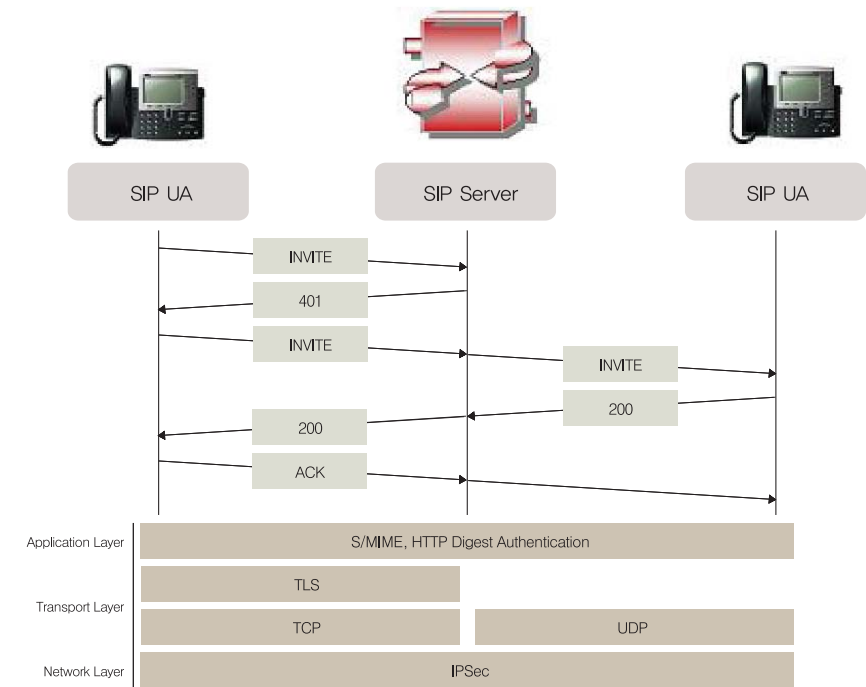 SIP UA
SIP Server
SIP UA
INVITE
401
INVITE
INVITE
200
200
ACK
Application Layer
S/MIME, HTTP Digest Authentication
TLS
Transport Layer
TCP
UDP
Network Layer
IPSec